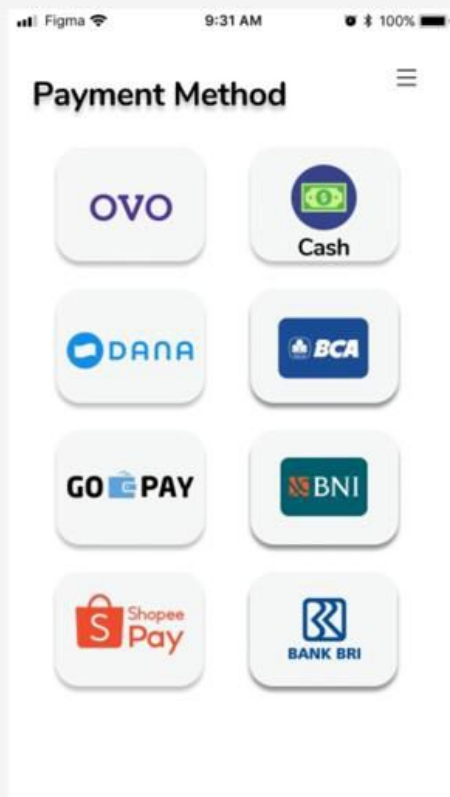 Figma 9:31 AM 100%
Payment Method
OVO
Cash
DANA
BCA
GO PAY
BNI
S Shopee Pay
BANK BRI